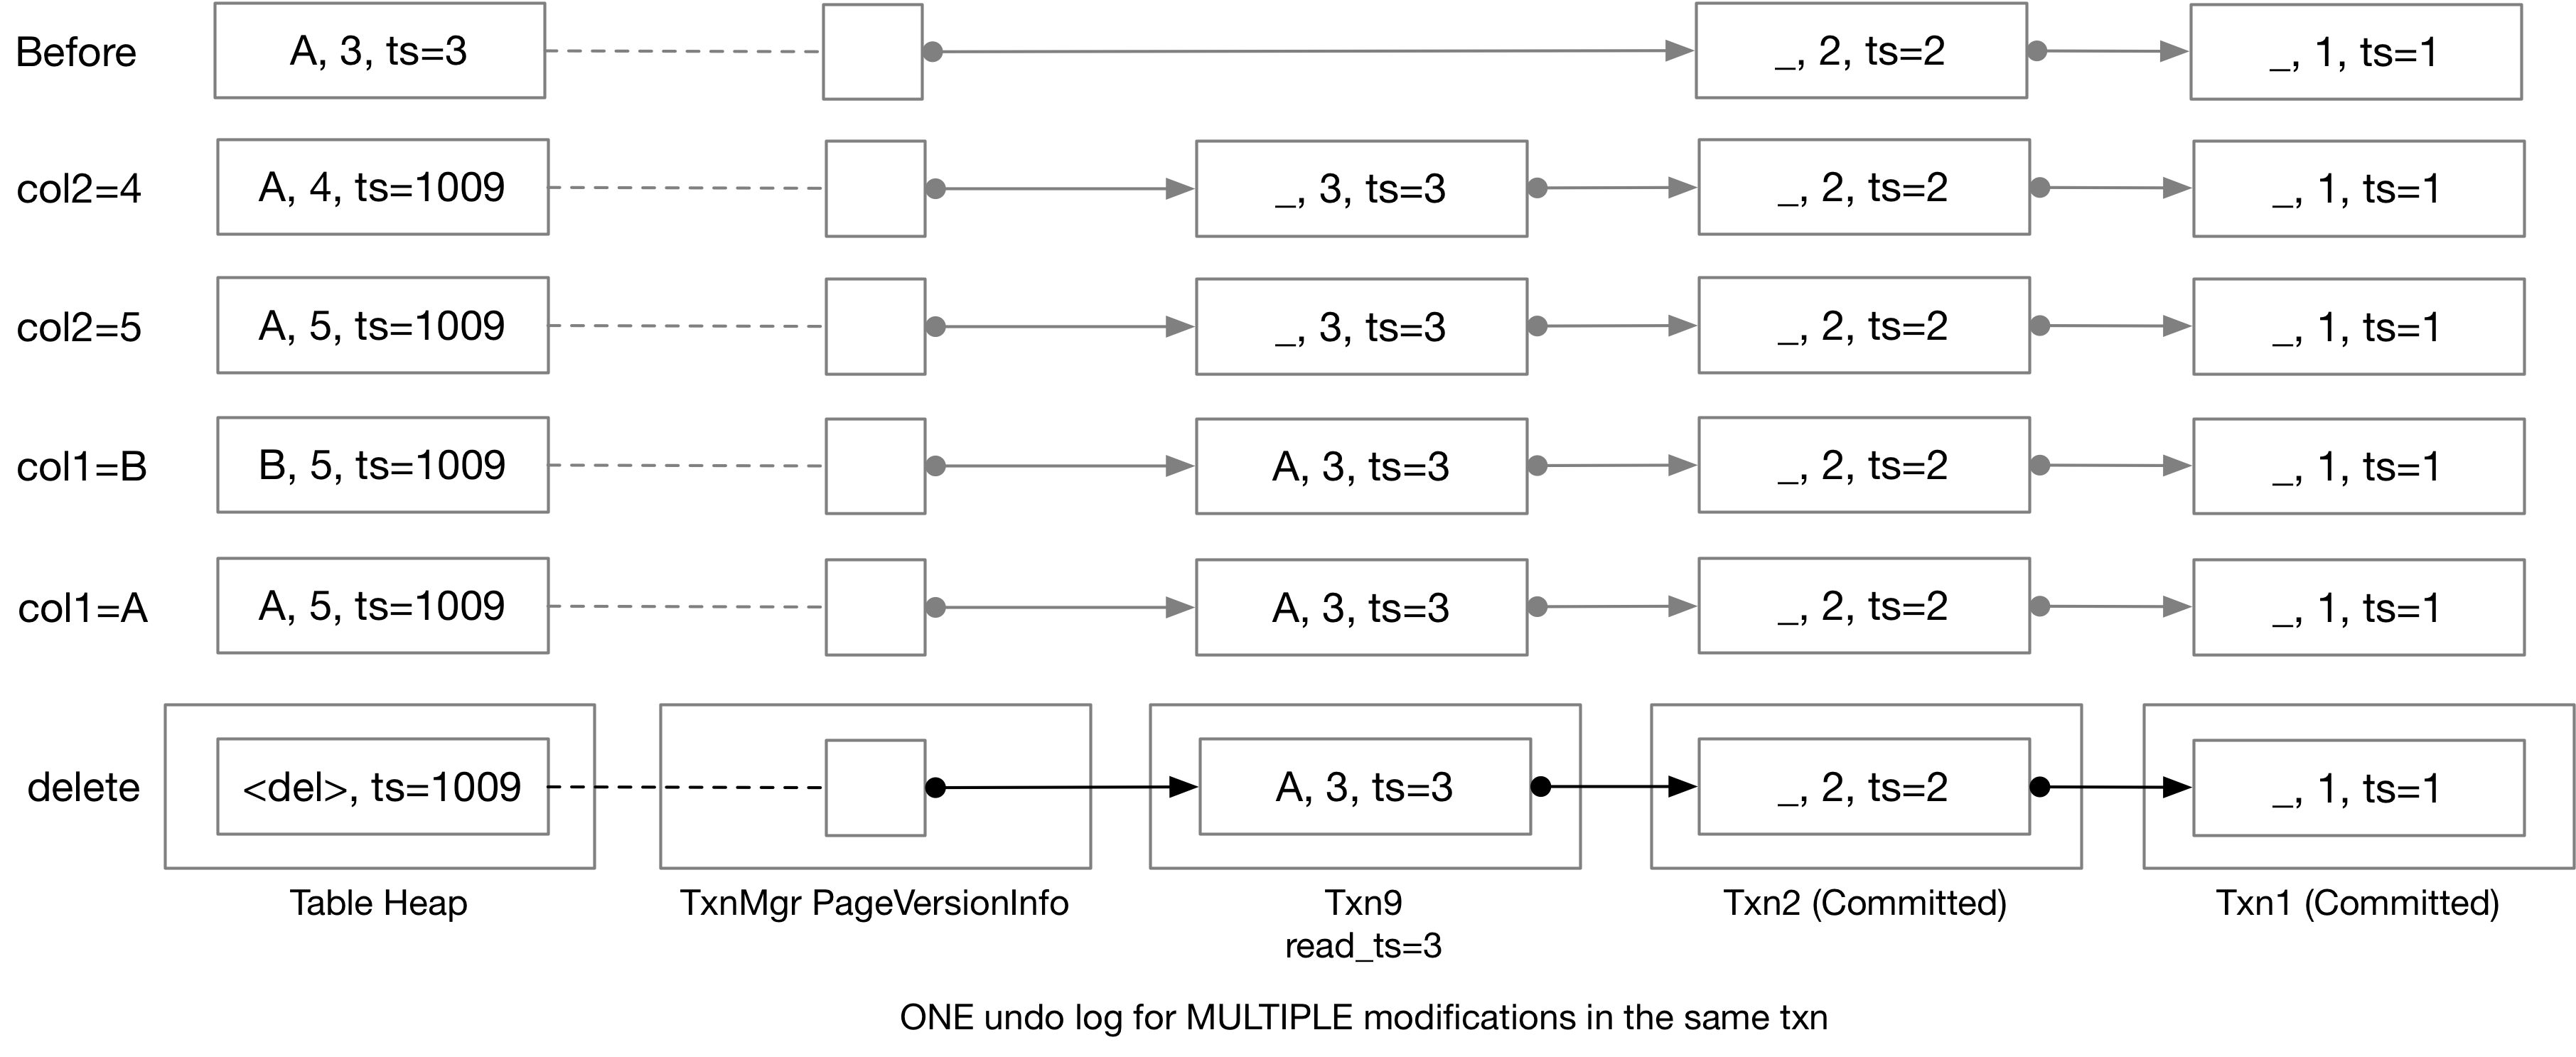 Before A, 3, ts=3 _, 2, ts=2 _, 1, ts=1
col2=4 A, 4, ts=1009 _, 3, ts=3 _, 2, ts=2 _, 1, ts=1
col2=5 A, 5, ts=1009 _, 3, ts=3 _, 2, ts=2 _, 1, ts=1
col1=B B, 5, ts=1009 A, 3, ts=3 _, 2, ts=2 _, 1, ts=1
col1=A A, 5, ts=1009 A, 3, ts=3 _, 2, ts=2 _, 1, ts=1
delete <del>, ts=1009 A, 3, ts=3 _, 2, ts=2 _, 1, ts=1
Table Heap TxnMgr PageVersionInfo Txn9 Txn2 (Committed) Txn1 (Committed)
read_ts=3
ONE undo log for MULTIPLE modifications in the same txn